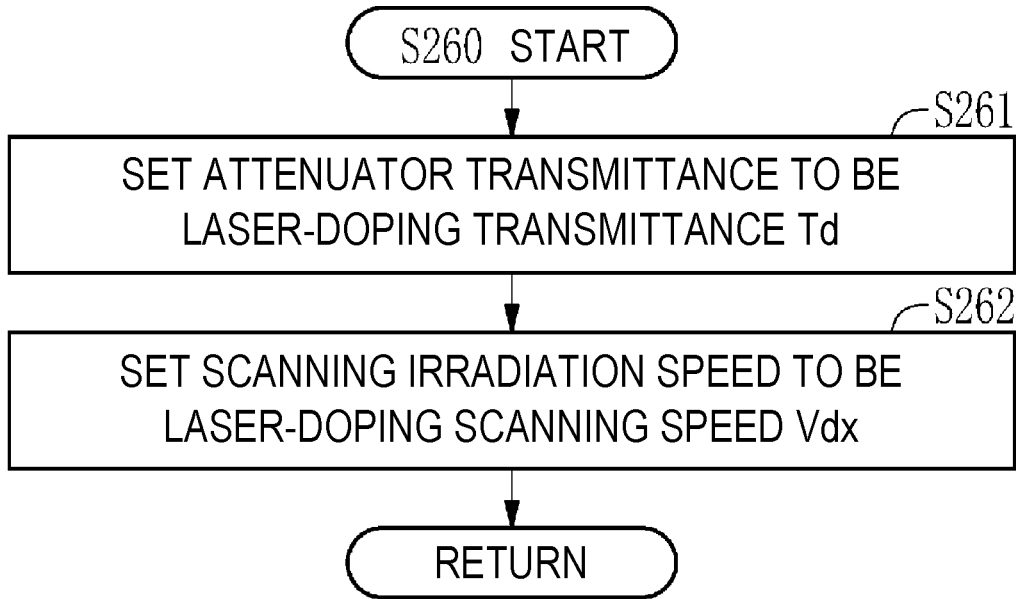 S260 START
S261
SET ATTENUATOR TRANSMITTANCE TO BE
LASER-DOPING TRANSMITTANCE Td
S262
SET SCANNING IRRADIATION SPEED TO BE
LASER-DOPING SCANNING SPEED Vdx
RETURN